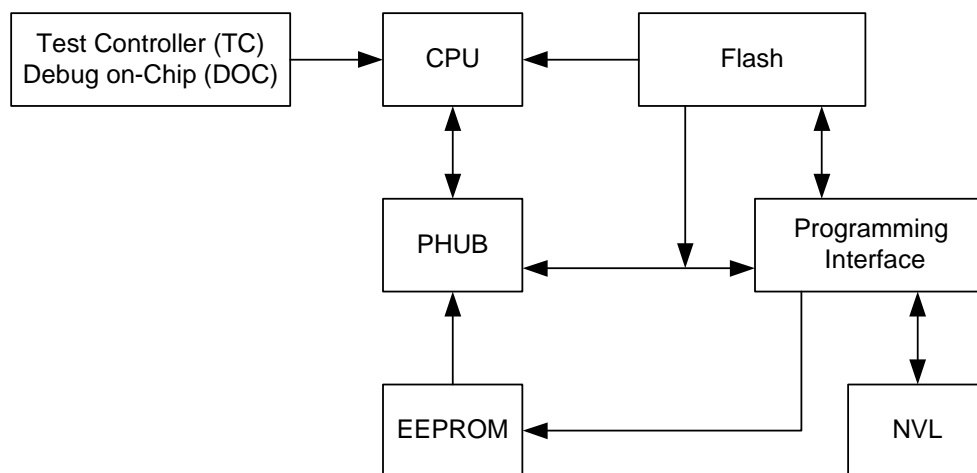 Test Controller (TC)
Debug on-Chip (DOC)
CPU
Flash
PHUB
Programming
Interface
EEPROM
NVL